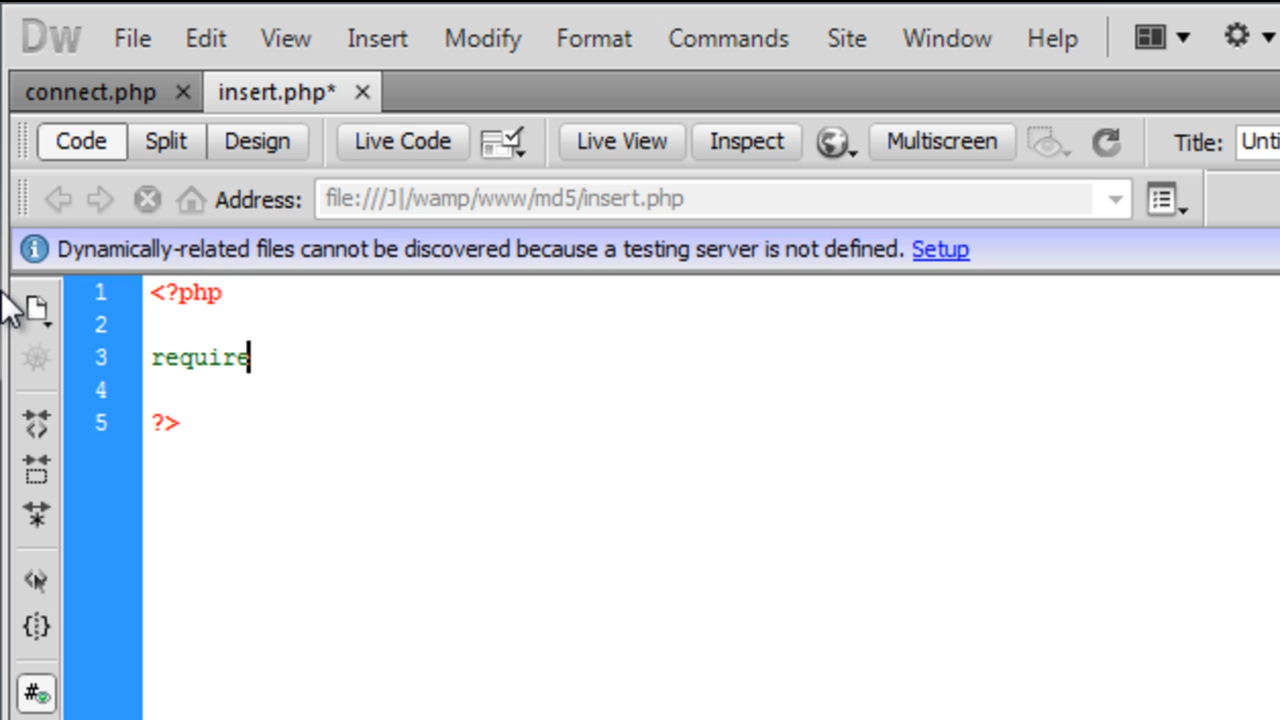 Dw File Edit View Insert Modify Format Commands Site Window Help
connect.php insert.php*
Code Split Design Live Code Live View Inspect Multiscreen Title: Unti
Address: file:///J|/wamp/www/md5/insert.php
Dynamically-related files cannot be discovered because a testing server is not defined. Setup
1 <?php
2
3 require
4
5 ?>